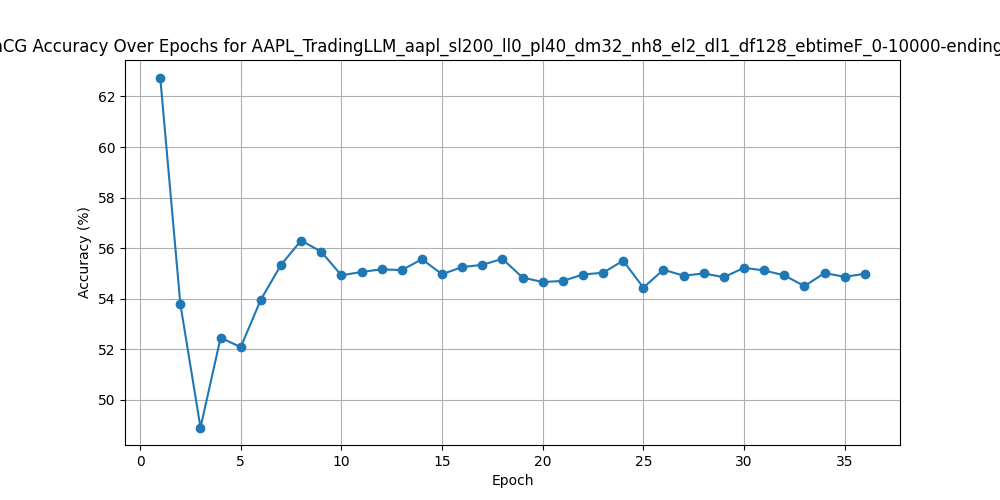 nCG Accuracy Over Epochs for AAPL_TradingLLM_aapl_sl200_ll0_pl40_dm32_nh8_el2_dl1_df128_ebtimeF_0-10000-ending
62
60
58
56
54
52
50
Accuracy (%)
0 5 10 15 20 25 30 35
Epoch